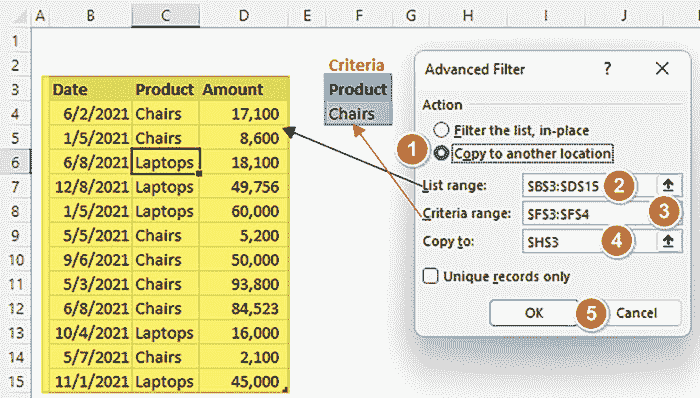 A B C D E F G H I J K
1
2 Criteria
3 Date Product Amount Product
4 6/2/2021 Chairs 17,100 Chairs
5 1/5/2021 Chairs 8,600
6 6/8/2021 Laptops 18,100
7 12/8/2021 Laptops 49,756
8 1/5/2021 Laptops 60,000
9 5/5/2021 Chairs 5,200
10 9/6/2021 Chairs 50,000
11 5/3/2021 Chairs 93,800
12 6/8/2021 Chairs 84,523
13 10/4/2021 Laptops 16,000
14 5/7/2021 Chairs 2,100
15 11/1/2021 Laptops 45,000
Advanced Filter ? X
Action
Filter the list, in-place
1 Copy to another location
List range: $B$3:$D$15 2
Criteria range: $F$3:$F$4 3
Copy to: $H$3 4
Unique records only
OK 5 Cancel